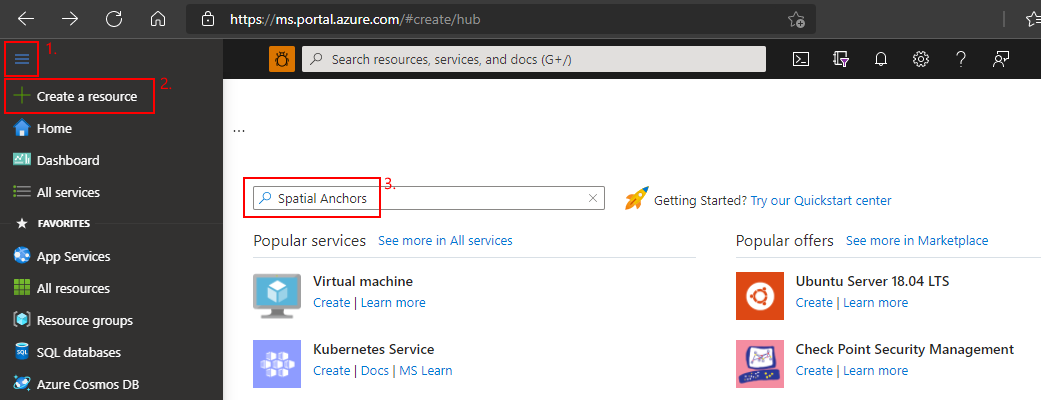 https://ms.portal.azure.com/#create/hub
1.
Search resources, services, and docs (G+/)
Create a resource
2.
Home
Dashboard
All services
FAVORITES
App Services
All resources
Resource groups
SQL databases
Azure Cosmos DB
...
3.
Spatial Anchors
Getting Started? Try our Quickstart center
Popular services See more in All services
Virtual machine
Create | Learn more
Kubernetes Service
Create | Docs | MS Learn
Popular offers See more in Marketplace
Ubuntu Server 18.04 LTS
Create | Learn more
Check Point Security Management
Create | Learn more